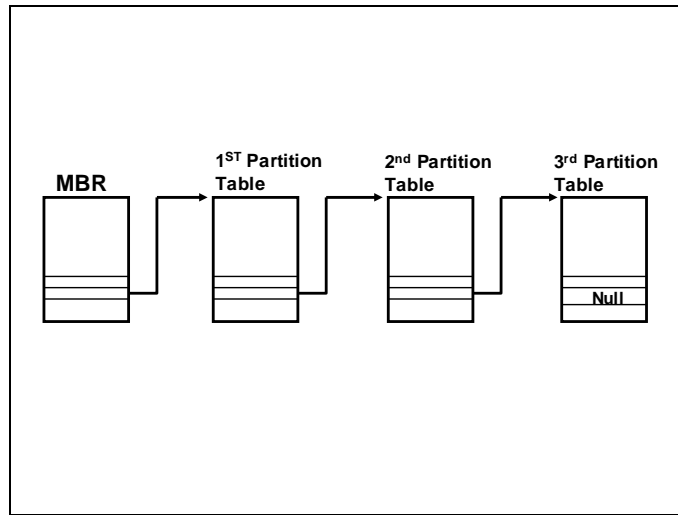 MBR
1ST Partition
Table
2nd Partition
Table
3rd Partition
Table
Null